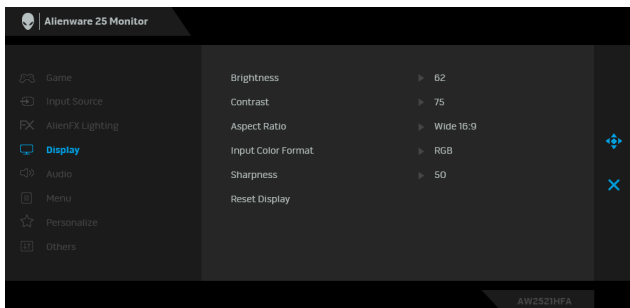 Alienware 25 Monitor
Game
Input Source
AlienFX Lighting
Display
Audio
Menu
Personalize
Others
Brightness 62
Contrast 75
Aspect Ratio Wide 16:9
Input Color Format RGB
Sharpness 50
Reset Display
AW2521HFA